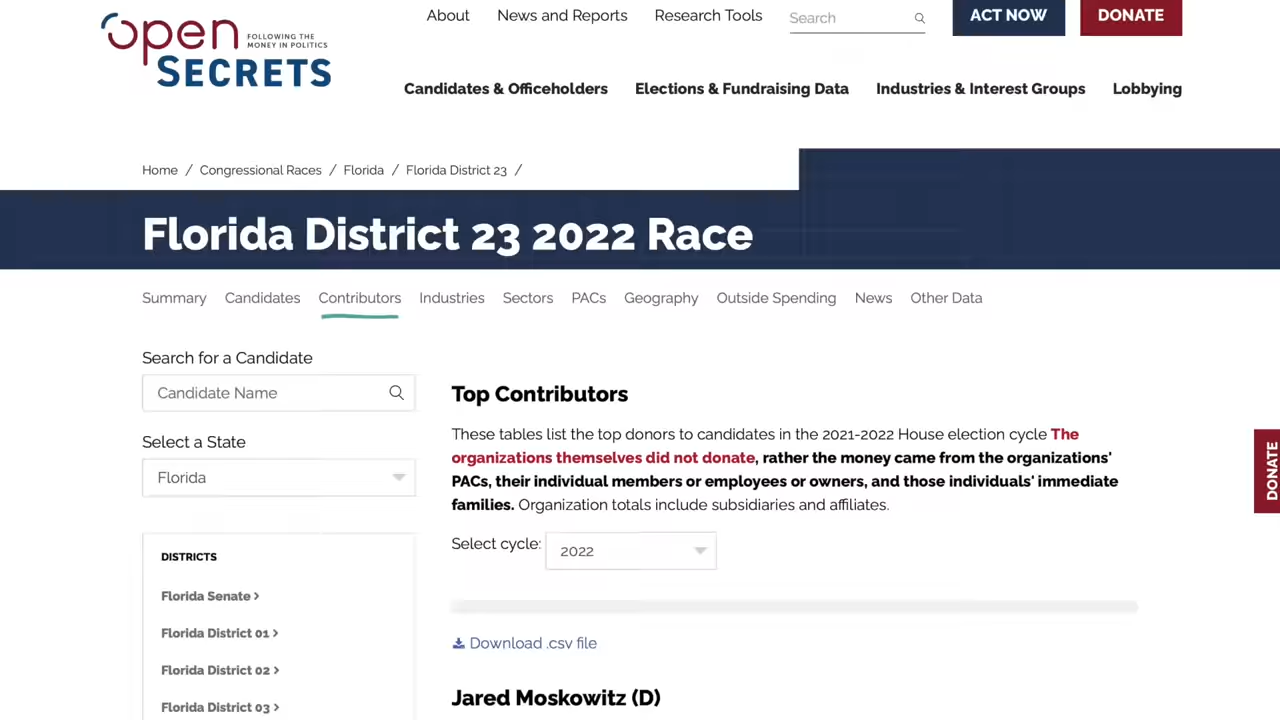 About News and Reports Research Tools Search ACT NOW DONATE
open FOLLOWING THE
MONEY IN POLITICS
SECRETS
Candidates & Officeholders Elections & Fundraising Data Industries & Interest Groups Lobbying
Home / Congressional Races / Florida / Florida District 23 /
Florida District 23 2022 Race
Summary Candidates Contributors Industries Sectors PACs Geography Outside Spending News Other Data
Search for a Candidate
Candidate Name
Select a State
Florida
DISTRICTS
Florida Senate >
Florida District 01 >
Florida District 02 >
Florida District 03 >
Top Contributors
These tables list the top donors to candidates in the 2021-2022 House election cycle The
organizations themselves did not donate, rather the money came from the organizations'
PACs, their individual members or employees or owners, and those individuals' immediate
families. Organization totals include subsidiaries and affiliates.
Select cycle: 2022
Download .csv file
Jared Moskowitz (D)
DONATE